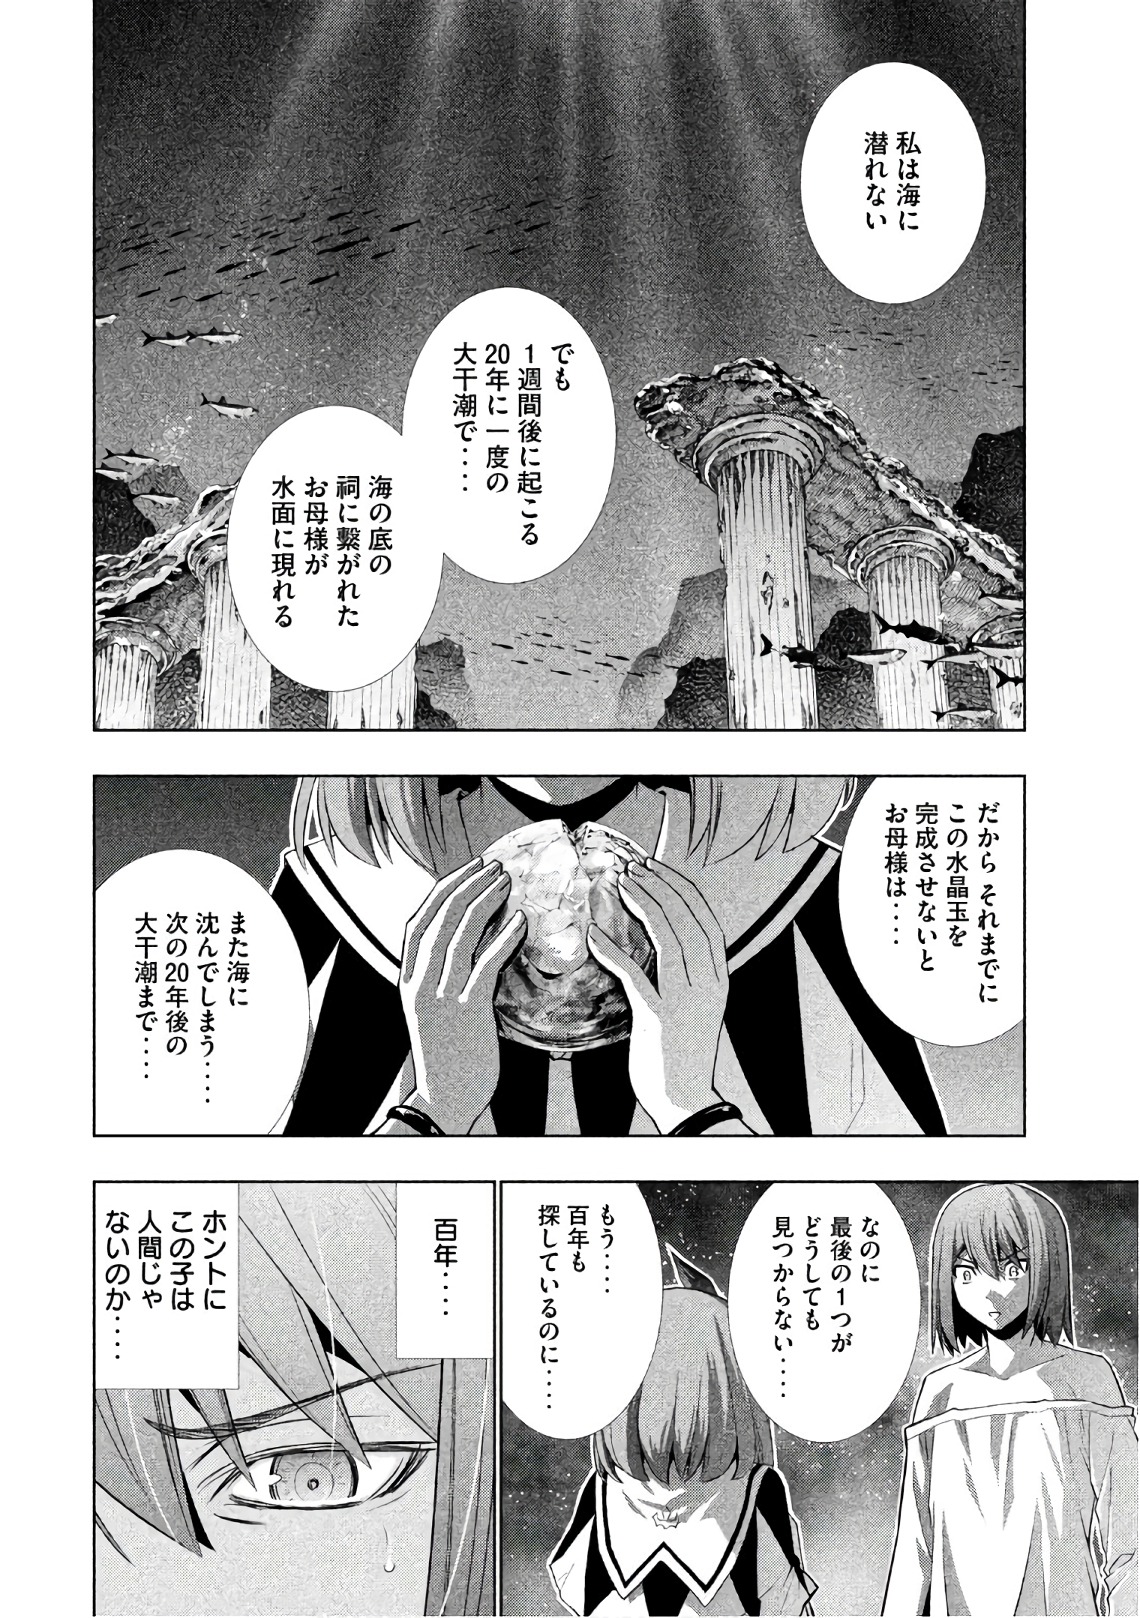 私は海に
潜れない
でも
1週間後に起こる
20年に一度の
大干潮で‥‥
海の底の
祠に繫がれた
お母様が
水面に現れる
だから それまでに
この水晶玉を
完成させないと
お母様は‥‥
また海に
沈んでしまう‥‥
次の20年後の
大干潮まで‥‥
なのに
最後の1つが
どうしても
見つからない‥‥
もう‥‥
百年も
探しているのに‥‥
百年‥‥
ホントに
この子は
人間じゃ
ないのか‥‥